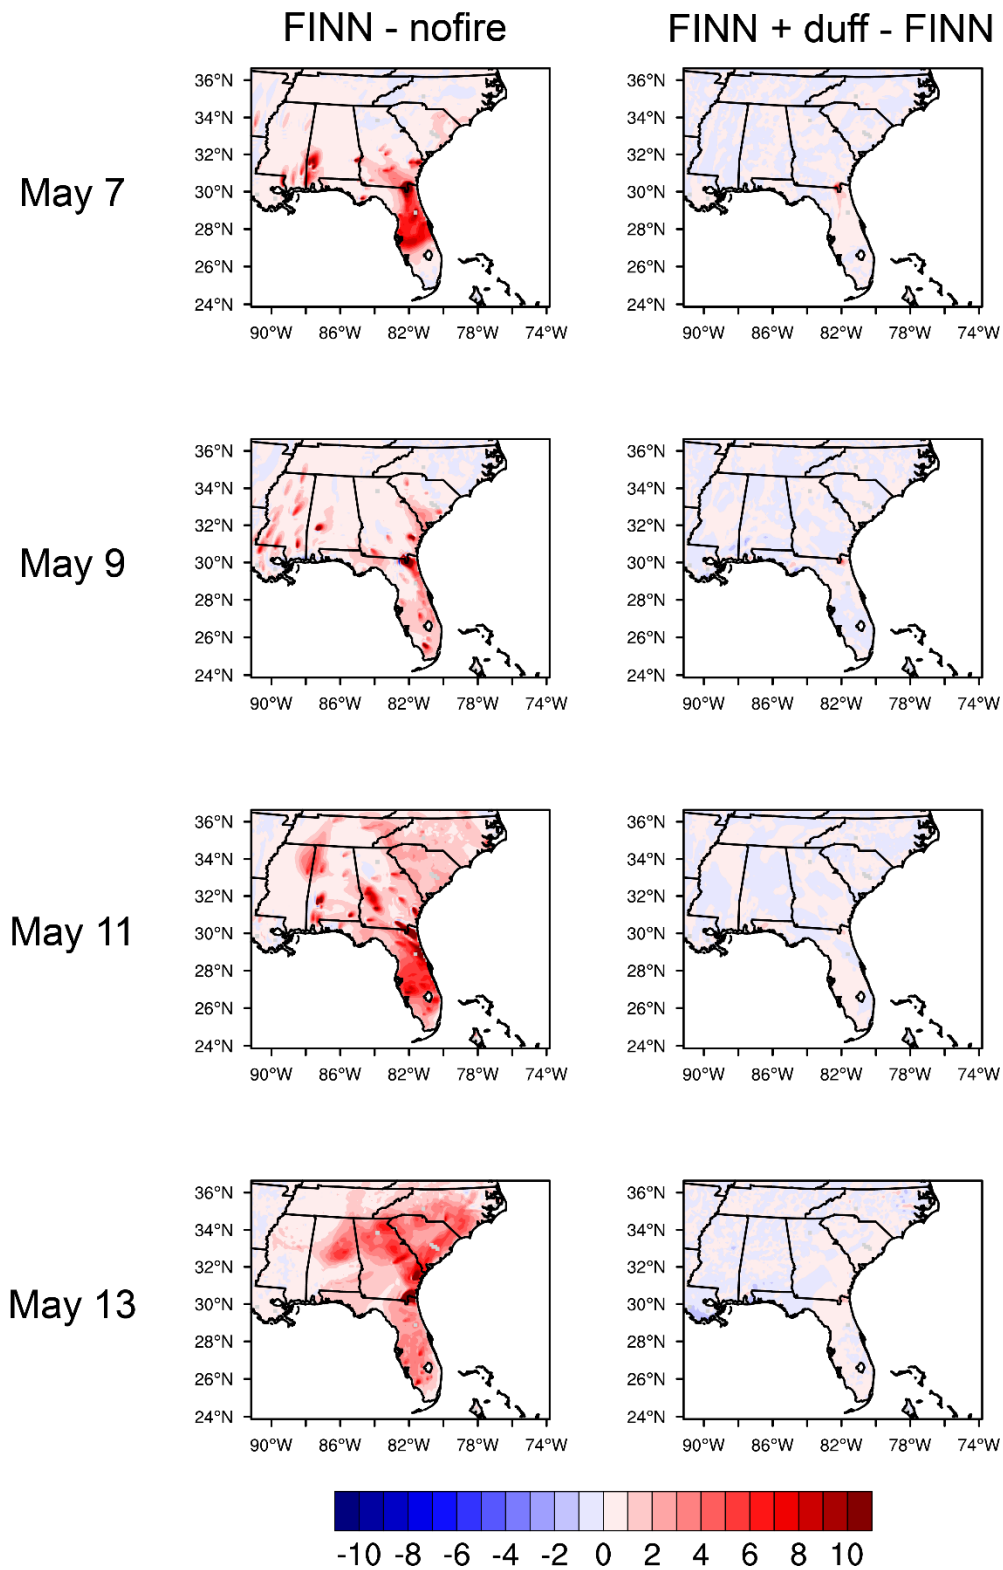 FINN - nofire FINN + duff - FINN
May 7
36°N 36°N
34°N 34°N
32°N 32°N
30°N 30°N
28°N 28°N
26°N 26°N
24°N 24°N
90°W 86°W 82°W 78°W 74°W 90°W 86°W 82°W 78°W 74°W
May 9
36°N 36°N
34°N 34°N
32°N 32°N
30°N 30°N
28°N 28°N
26°N 26°N
24°N 24°N
90°W 86°W 82°W 78°W 74°W 90°W 86°W 82°W 78°W 74°W
May 11
36°N 36°N
34°N 34°N
32°N 32°N
30°N 30°N
28°N 28°N
26°N 26°N
24°N 24°N
90°W 86°W 82°W 78°W 74°W 90°W 86°W 82°W 78°W 74°W
May 13
36°N 36°N
34°N 34°N
32°N 32°N
30°N 30°N
28°N 28°N
26°N 26°N
24°N 24°N
90°W 86°W 82°W 78°W 74°W 90°W 86°W 82°W 78°W 74°W
-10 -8 -6 -4 -2 0 2 4 6 8 10